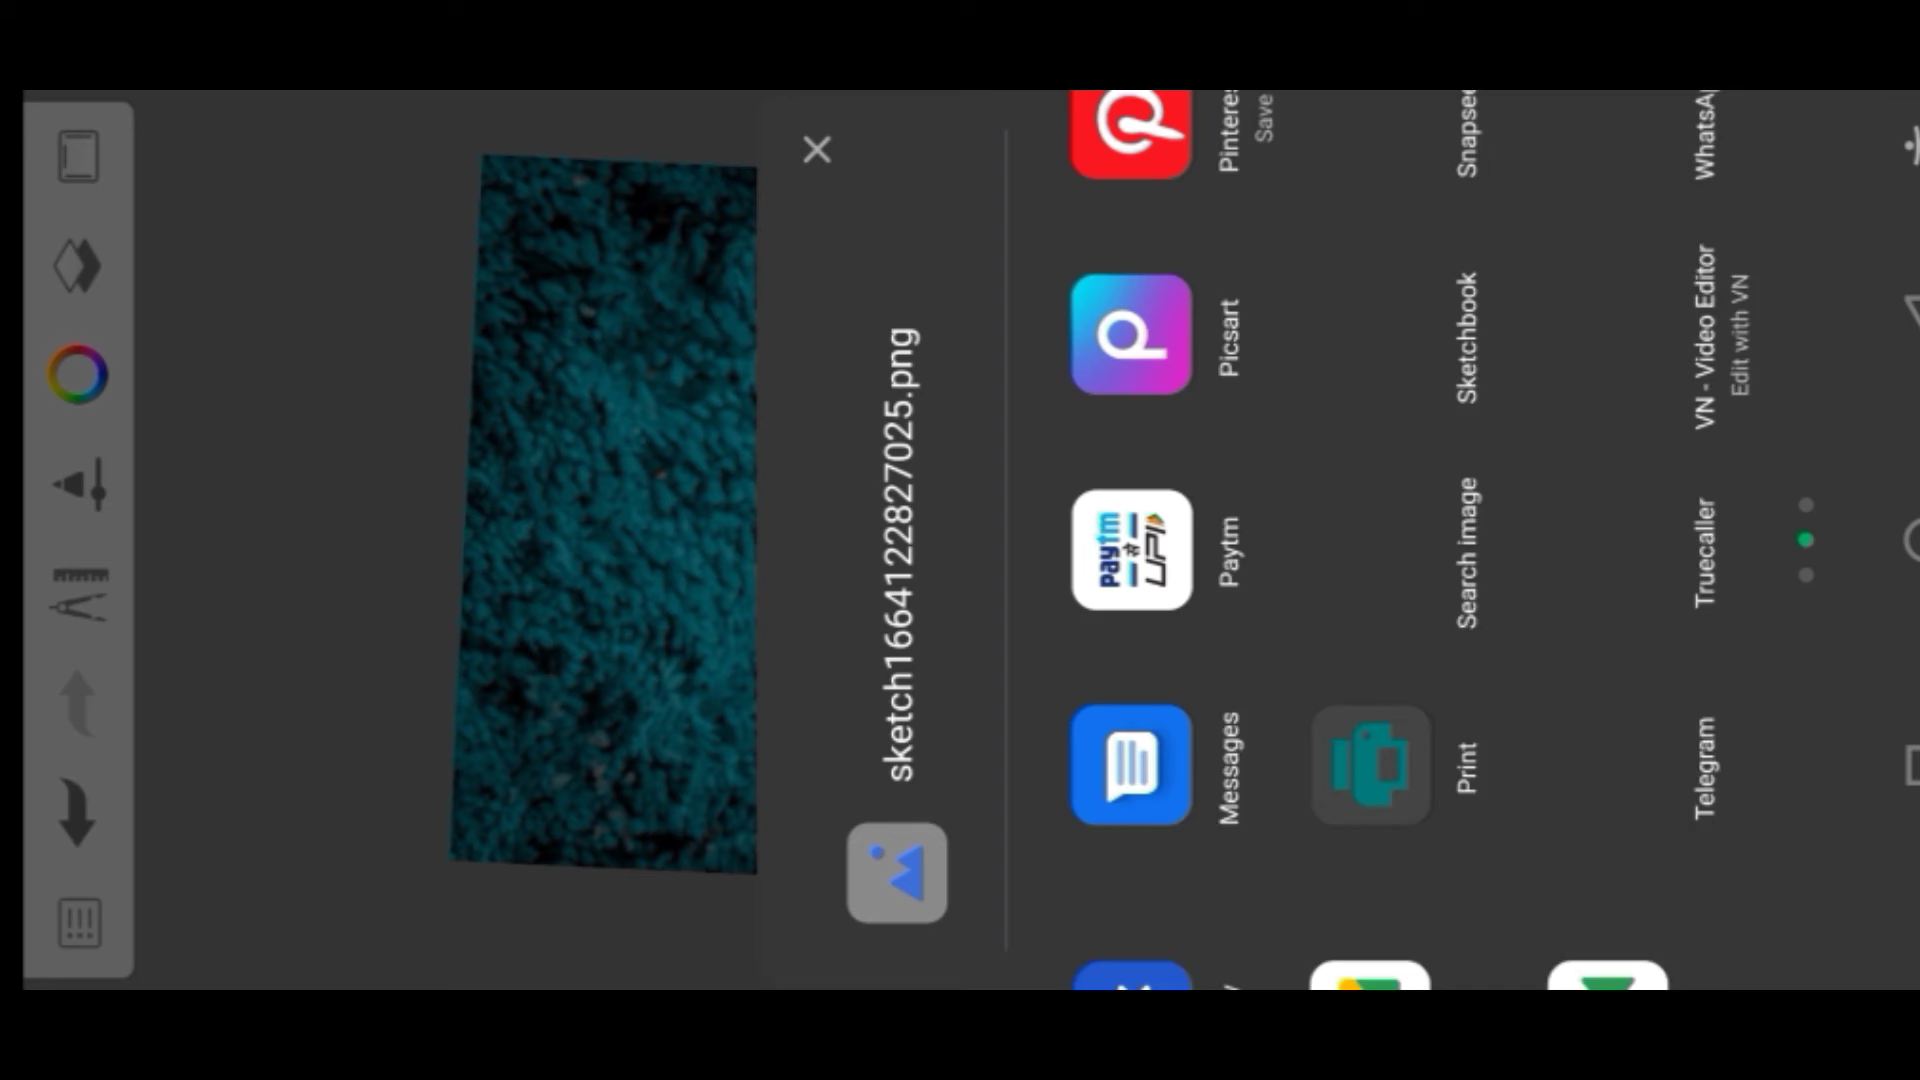 sketch1664122827025.png
Messages
Paytm
Picsart
Pinteres
Save
paytm
से
UPI
Print
Search image
Sketchbook
Snapsee
Telegram
Truecaller
VN - Video Editor
Edit with VN
WhatsAp